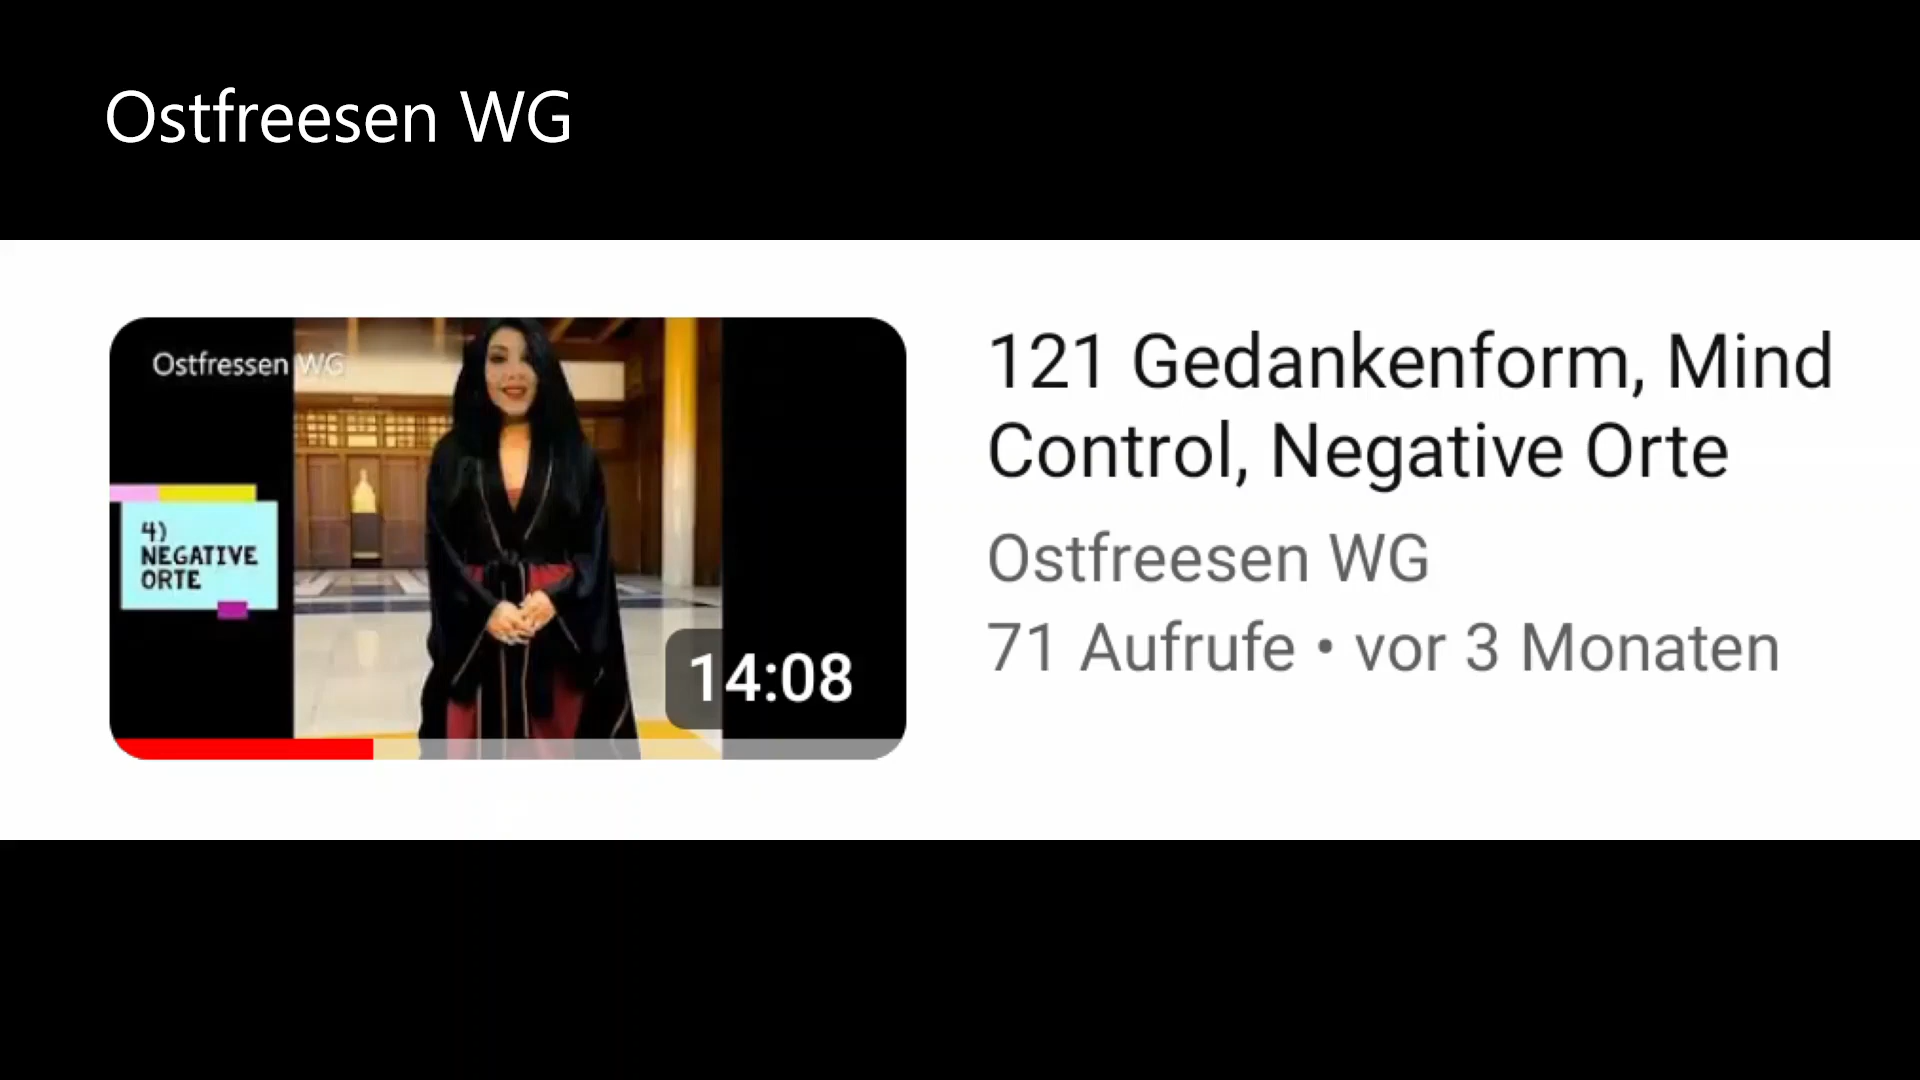 Ostfreesen WG
Ostfressen WG
4)
NEGATIVE
ORTE
14:08
121 Gedankenform, Mind
Control, Negative Orte
Ostfreesen WG
71 Aufrufe • vor 3 Monaten